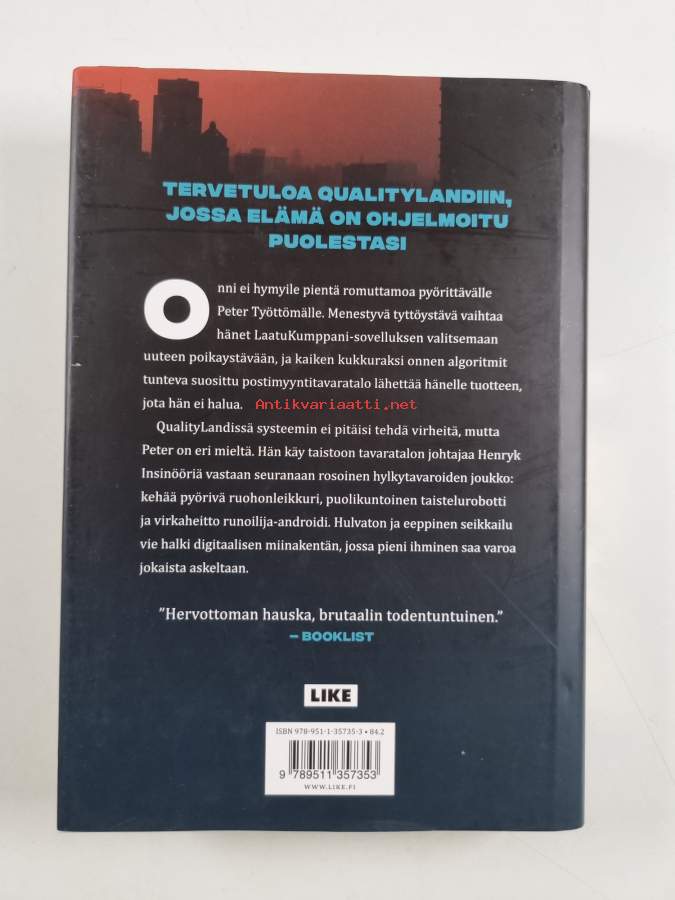 TERVETULOA QUALITYLANDIIN,
JOSSA ELÄMÄ ON OHJELMOITU
PUOLESTASI
Onni ei hymyile pientä romuttamoa pyörittävälle
Peter Työttömälle. Menestyvä tyttöystävä vaihtaa
hänet LaatuKumppani-sovelluksen valitsemaan
uuteen poikaystävään, ja kaiken kukkuraksi onnen algoritmit
tunteva suosittu postimyyntitavaratalo lähettää hänelle tuotteen,
jota hän ei halua.
Antikvariaatti.net
QualityLandissä systeemin ei pitäisi tehdä virheitä, mutta
Peter on eri mieltä. Hän käy taistoon tavaratalon johtajaa Henryk
Insinööriä vastaan seuranaan rosoinen hylkytavaroiden joukko:
kehää pyörivä ruohonleikkuri, puolikuntoinen taistelurobotti
ja virkaheitto runoilija-androidi. Hulvaton ja eeppinen seikkailu
vie halki digitaalisen miinakentän, jossa pieni ihminen saa varoa
jokaista askeltaan.
”Hervottoman hauska, brutaalin todentuntuinen.”
– BOOKLIST
LIKE
ISBN 978-951-1-35735-3 • 84.2
9 789511 357353
WWW.LIKE.FI